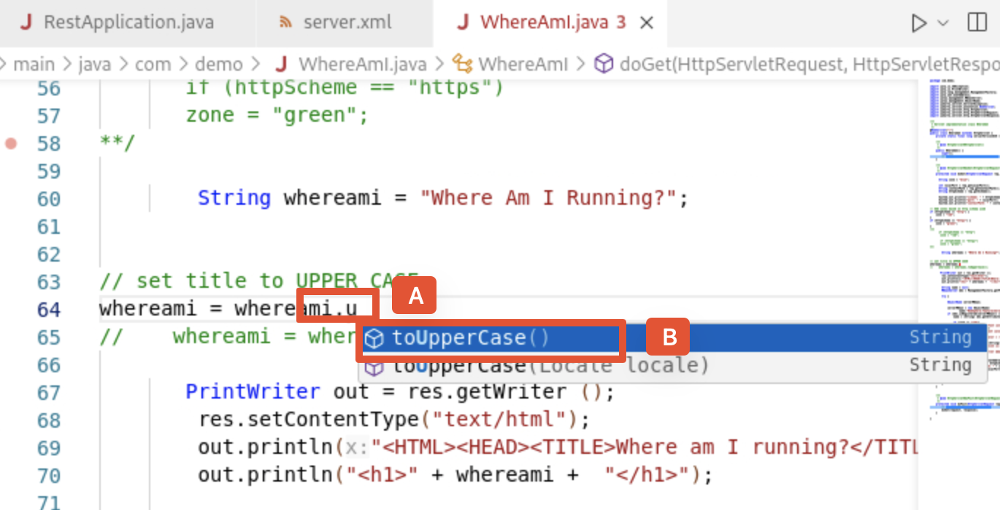 RestApplication.java server.xml WhereAmI.java 3
main java com demo WhereAmI.java WhereAmI doGet(HttpServletRequest, HttpServletRespo
56 if (httpScheme == "https")
57 zone = "green";
58 **/
59
60 String whereami = "Where Am I Running?";
61
62
63 // set title to UPPER CASE
A
64 whereami = whereami.u
65 // whereami = wher
toUpperCase() B String
66
toUpperCase(Locale locale) String
67 PrintWriter out = res.getWriter ();
68 res.setContentType("text/html");
69 out.println(x:"<HTML><HEAD><TITLE>Where am I running?</TITL
70 out.println("<h1>" + whereami + "</h1>");
71